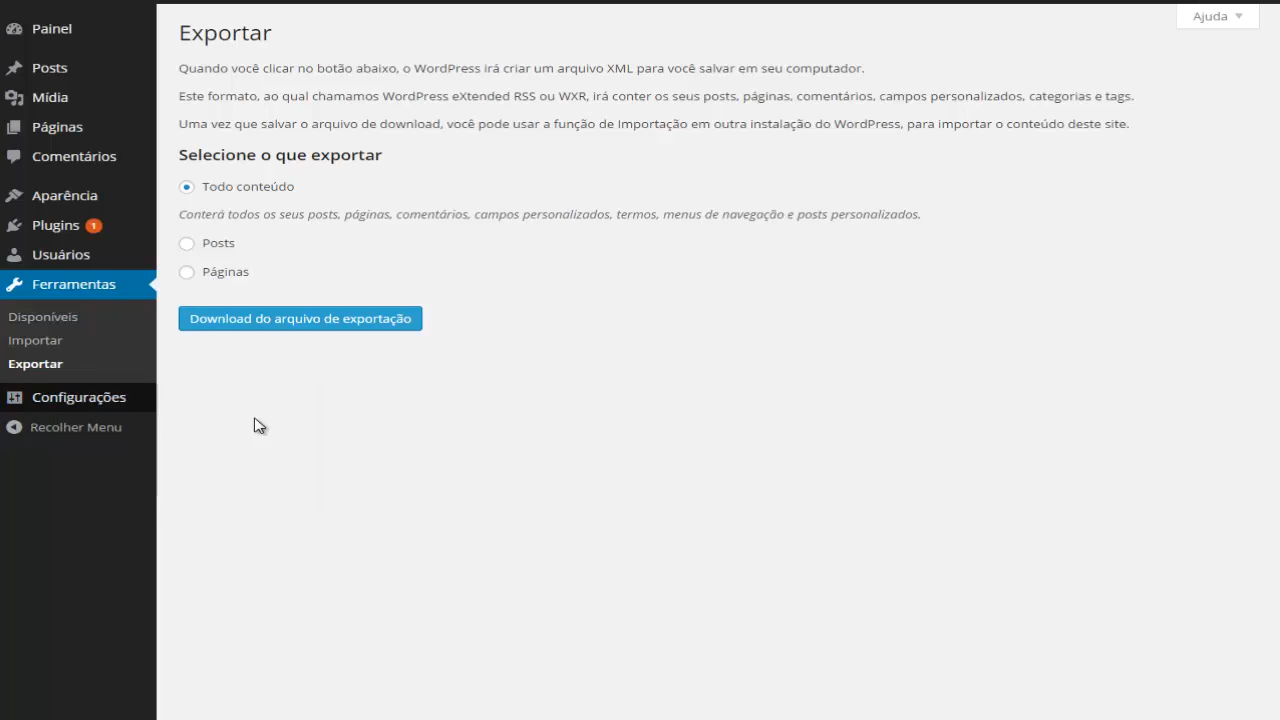 Painel
Posts
Mídia
Páginas
Comentários
Aparência
Plugins 1
Usuários
Ferramentas
Disponíveis
Importar
Exportar
Configurações
Recolher Menu
Ajuda
Exportar
Quando você clicar no botão abaixo, o WordPress irá criar um arquivo XML para você salvar em seu computador.
Este formato, ao qual chamamos WordPress eXtended RSS ou WXR, irá conter os seus posts, páginas, comentários, campos personalizados, categorias e tags.
Uma vez que salvar o arquivo de download, você pode usar a função de Importação em outra instalação do WordPress, para importar o conteúdo deste site.
Selecione o que exportar
Todo conteúdo
Conterá todos os seus posts, páginas, comentários, campos personalizados, termos, menus de navegação e posts personalizados.
Posts
Páginas
Download do arquivo de exportação